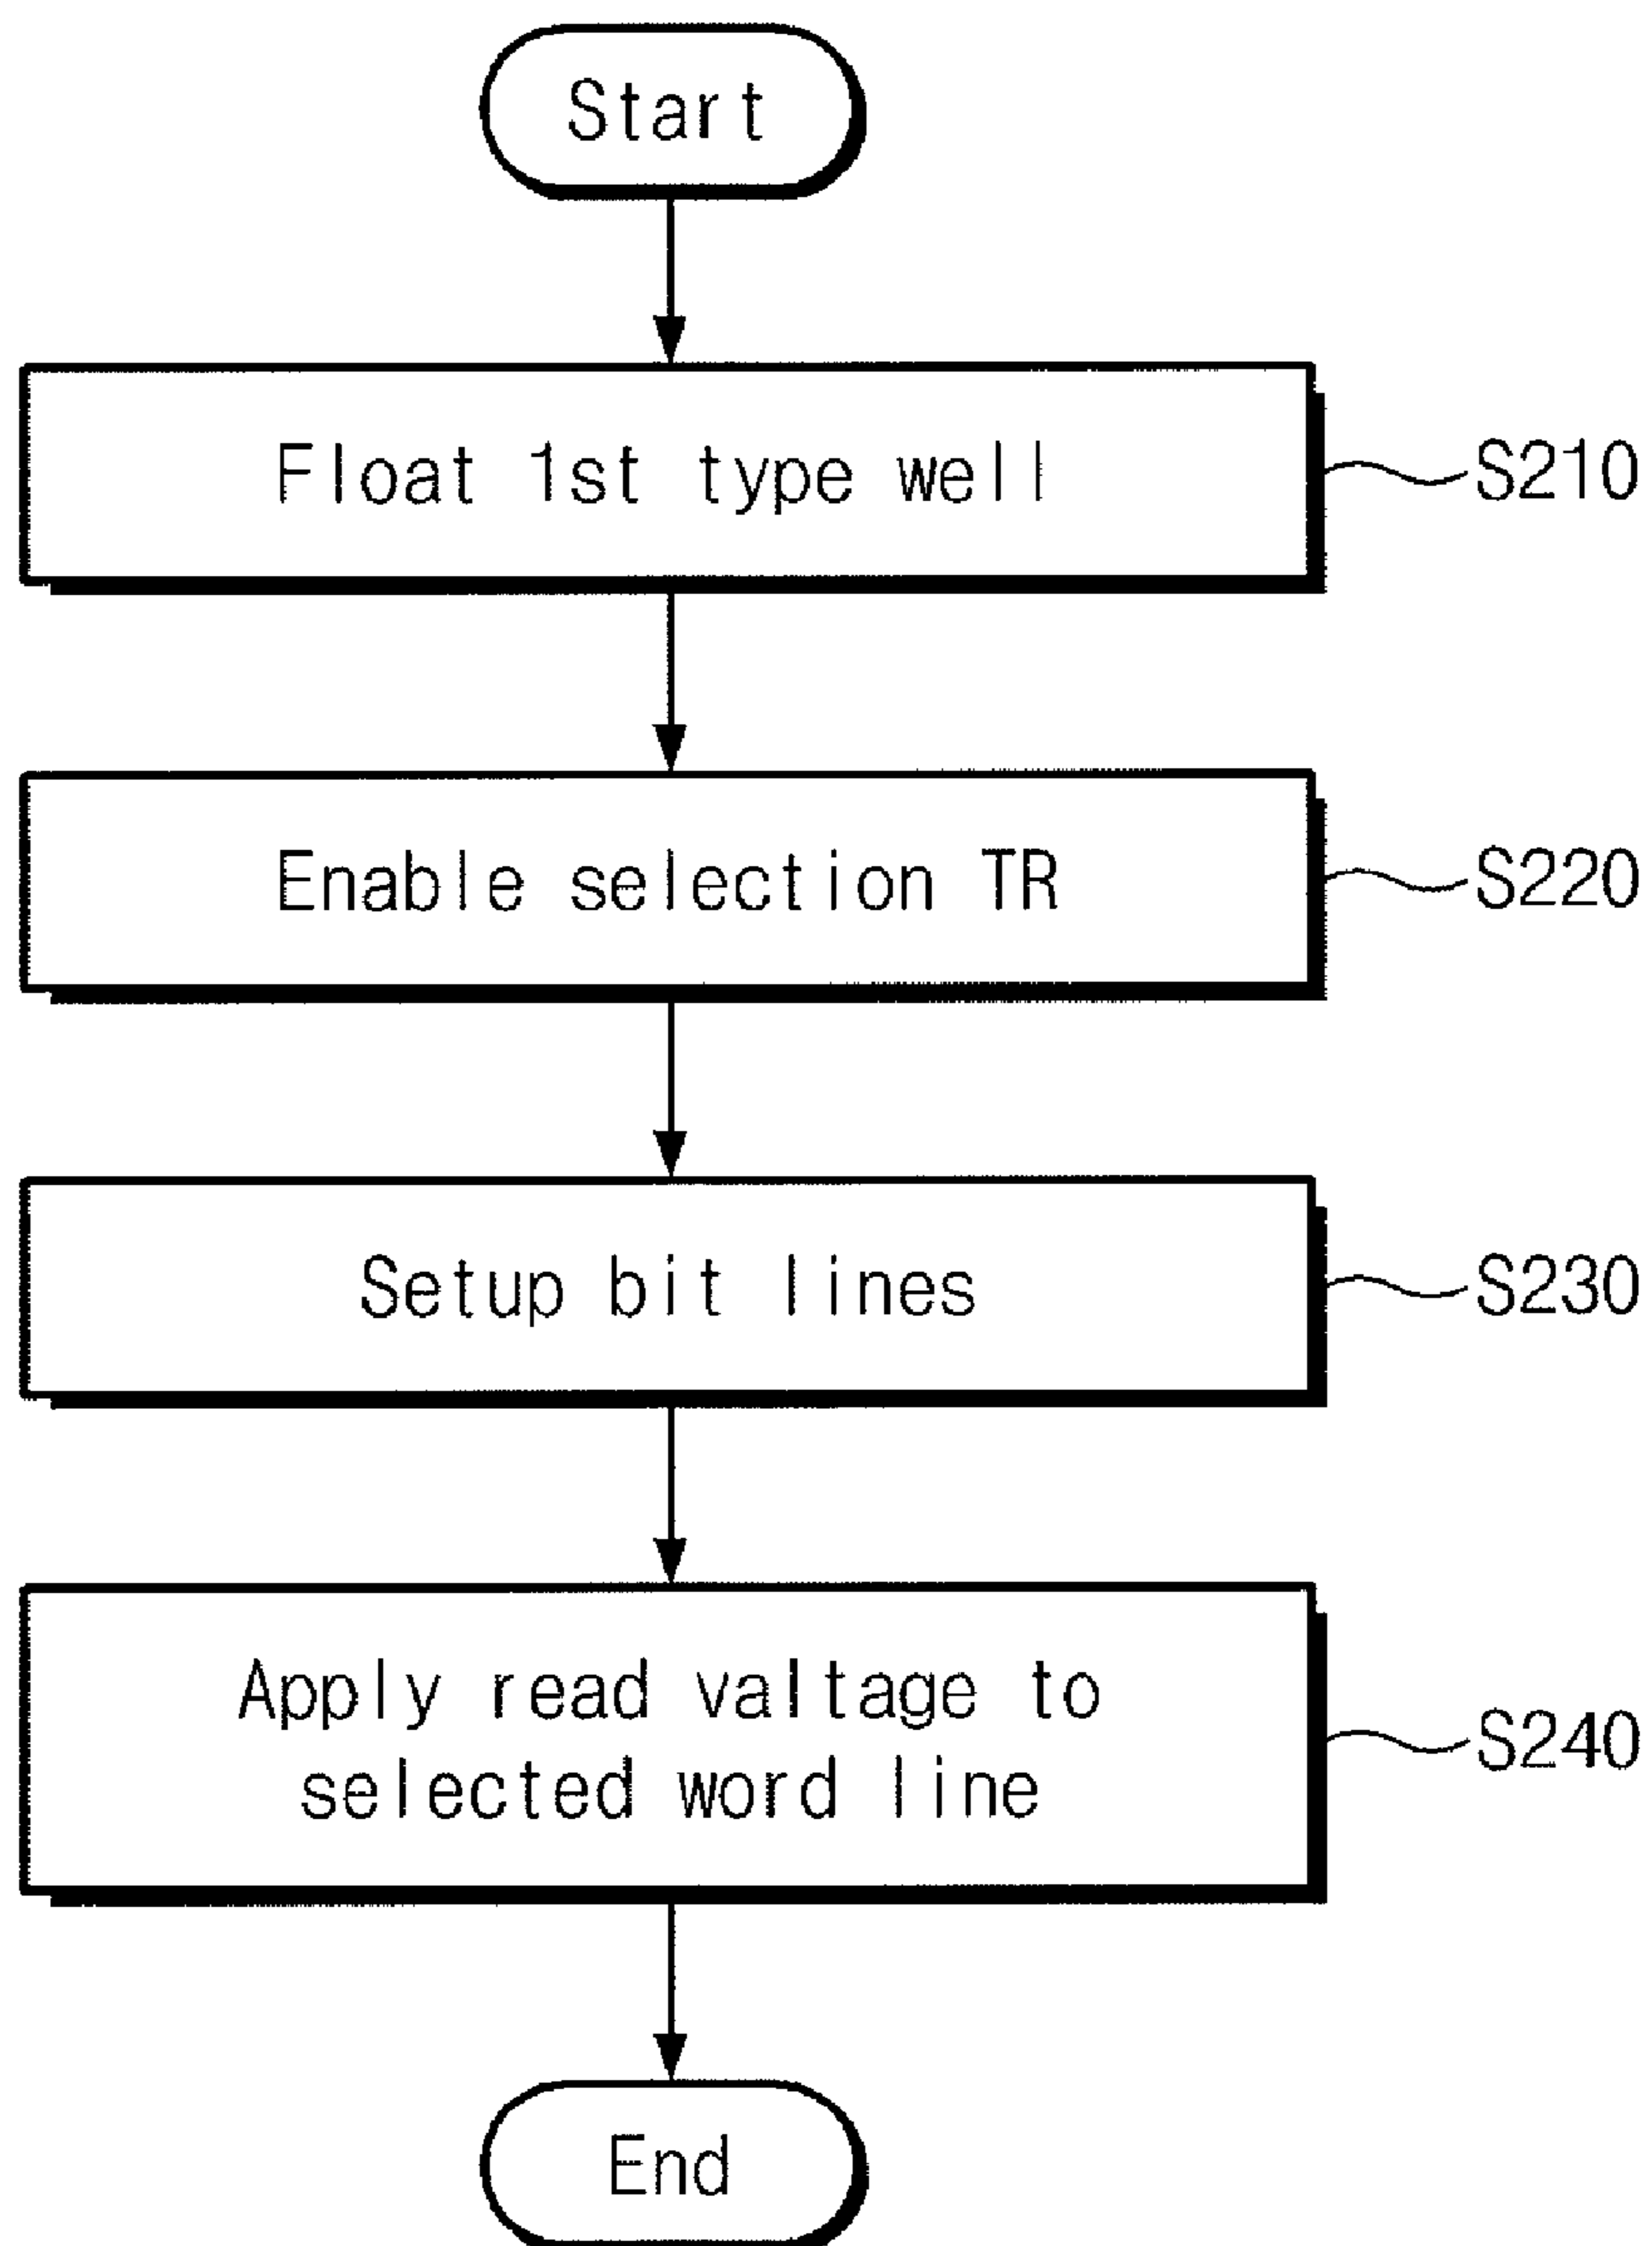 Start
Float 1st type well
S210
Enable selection TR
S220
Setup bit lines
S230
Apply read valtage to
selected word line
S240
End